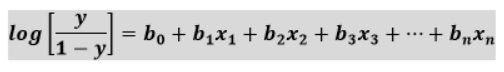 log [y / 1 − y] = b₀ + b₁x₁ + b₂x₂ + b₃x₃ + ⋯ + bₙxₙ